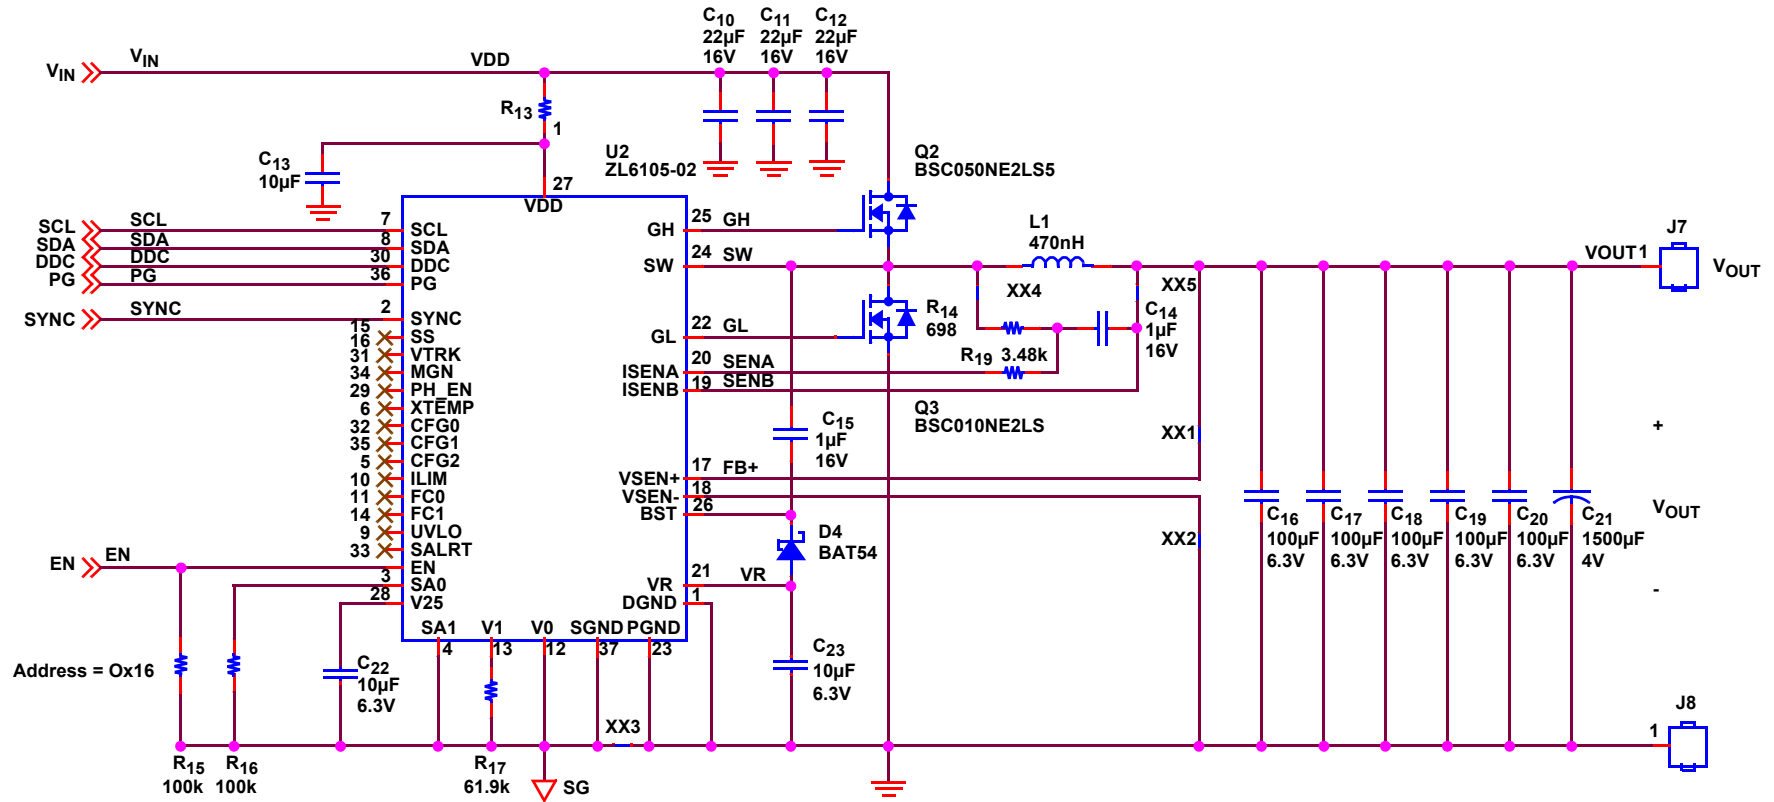 C10 C11 C12
22µF 22µF 22µF
16V 16V 16V
VIN VIN VDD
R13
1
C13
10µF
U2
ZL6105-02
Q2
BSC050NE2LS5
27
VDD
SCL SCL 7 SCL
SDA SDA 8 SDA
DDC DDC 30 DDC
PG PG 36 PG
SYNC SYNC 2 SYNC
15
16 SS
31 VTRK
34 MGN
29 PH_EN
6 XTEMP
32 CFG0
35 CFG1
5 CFG2
10 ILIM
11 FC0
14 FC1
9 UVLO
33 SALRT
EN EN EN
3 SA0
28 V25
GH 25 GH
SW 24 SW
GL 22 GL
ISENA 20 SENA
ISENB 19 SENB
VSEN+ 17 FB+
VSEN- 18
BST 26
VR 21 VR
DGND 1
SA1 V1 V0 SGND PGND
4 13 12 37 23
L1
470nH
XX4
XX5
R14
698
C14
1µF
16V
R19 3.48k
Q3
BSC010NE2LS
C15
1µF
16V
D4
BAT54
C23
10µF
6.3V
XX1
XX2
VOUT 1
J7
VOUT
+
VOUT
-
C16 C17 C18 C19 C20 C21
100µF 100µF 100µF 100µF 100µF 1500µF
6.3V 6.3V 6.3V 6.3V 6.3V 4V
J8
1
Address = Ox16
C22
10µF
6.3V
XX3
R15 R16 R17
100k 100k 61.9k
SG